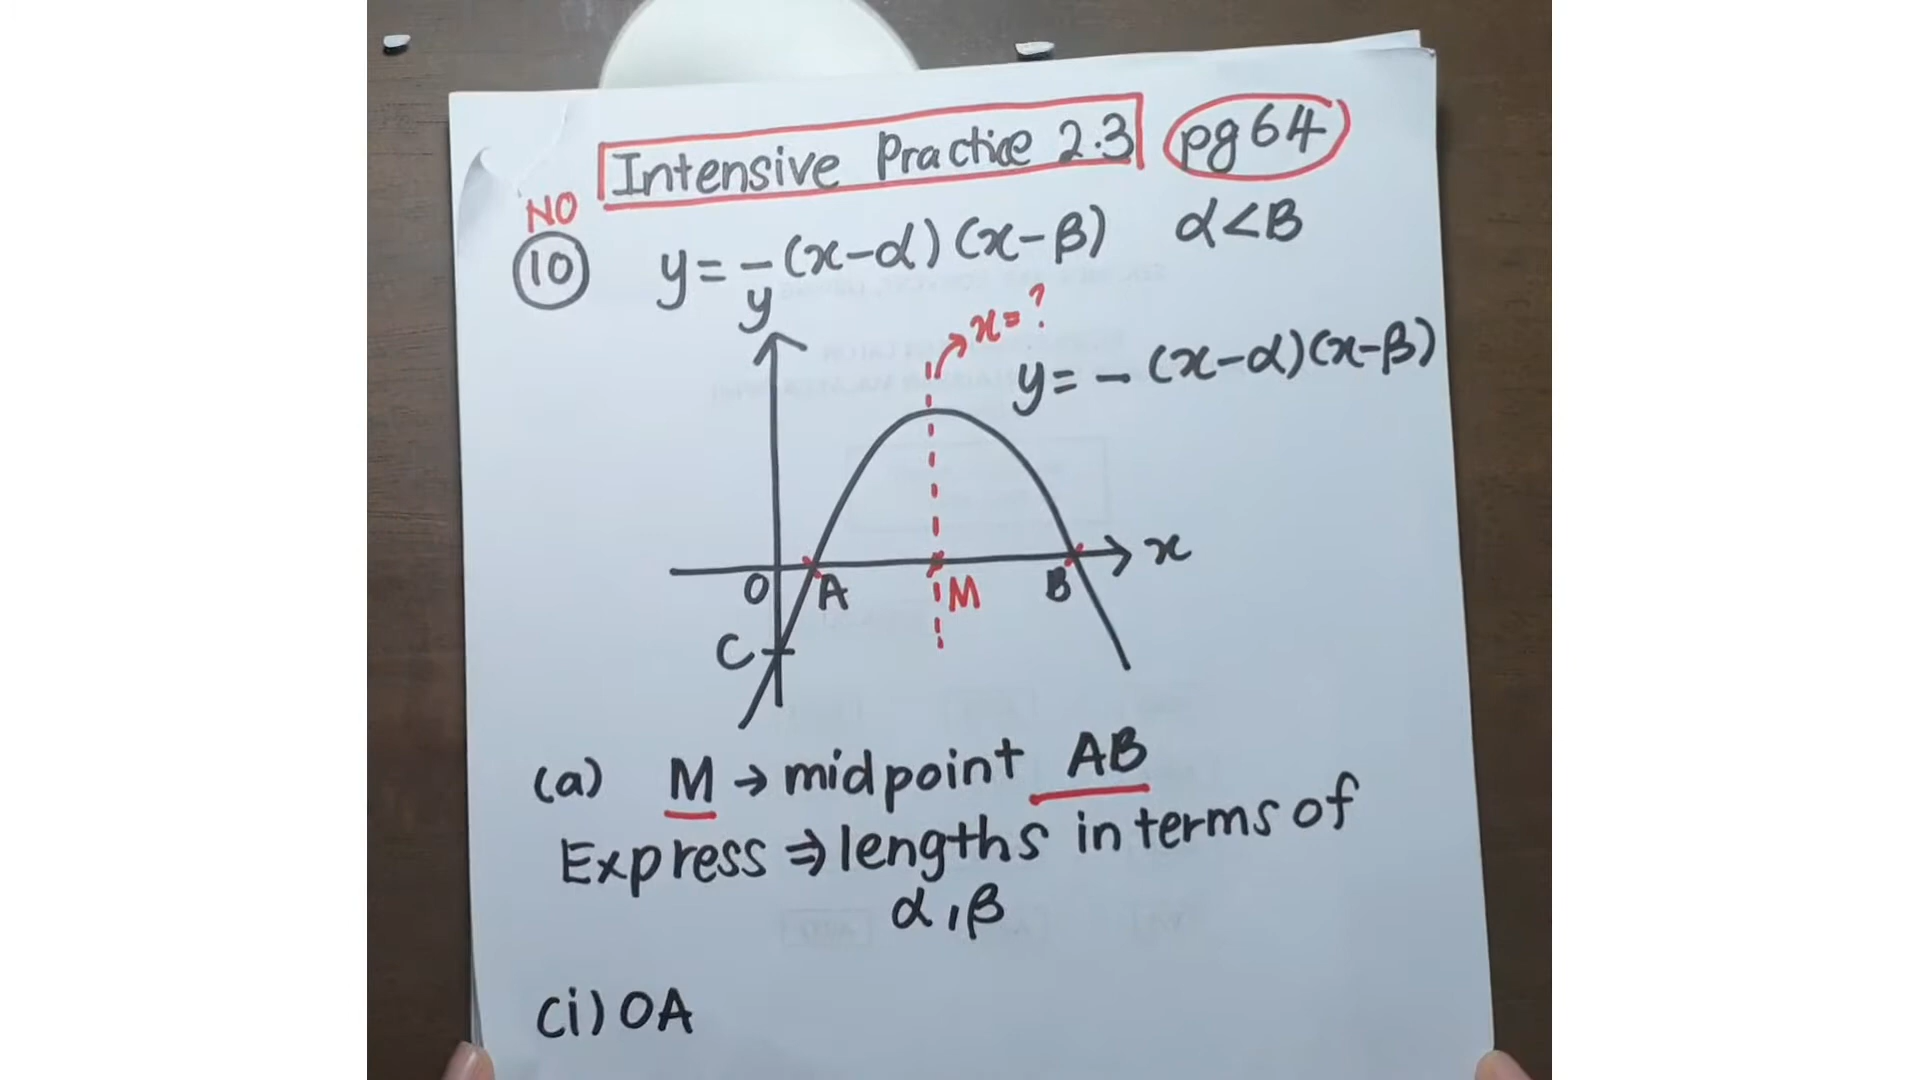 Intensive Practice 2.3 pg 64
NO
10 y = -(x-α)(x-β) α<B
y
x = ?
y = -(x-α)(x-β)
x
O A M B
C
(a) M → midpoint AB
Express ⇒ lengths in terms of
α, β
(i) OA